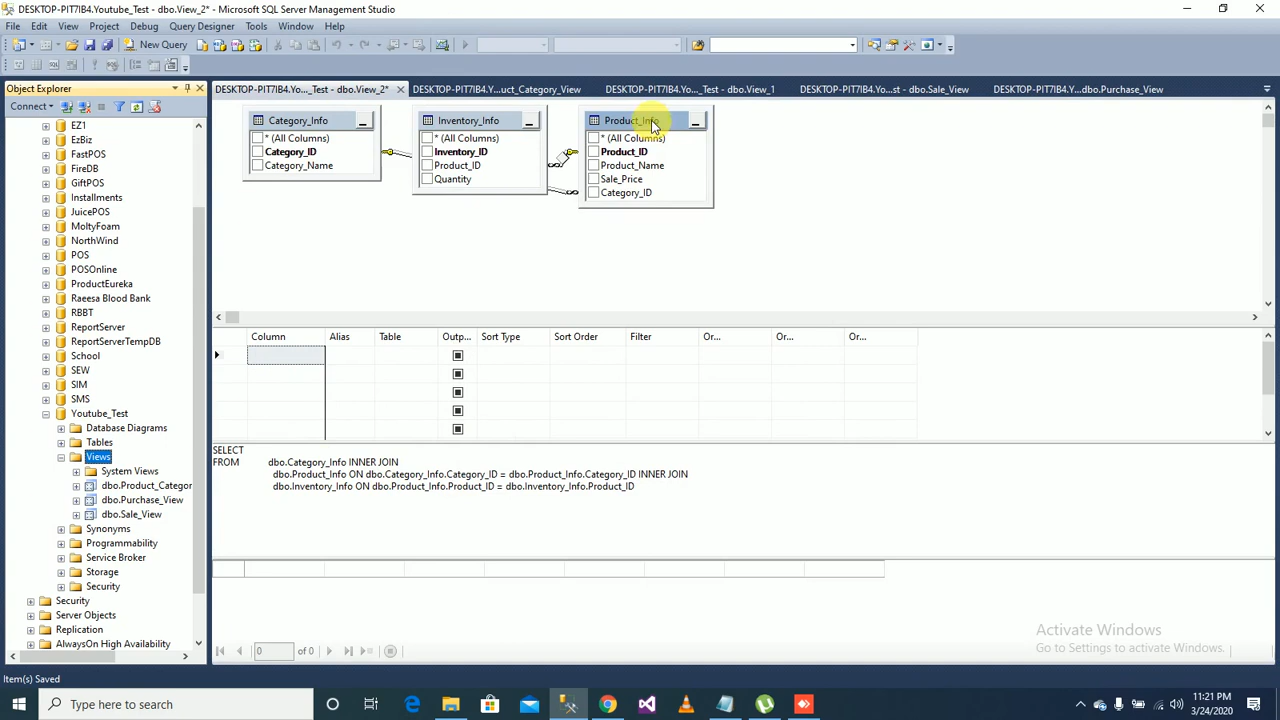 DESKTOP-PIT7IB4.Youtube_Test - dbo.View_2* - Microsoft SQL Server Management Studio
File Edit View Project Debug Query Designer Tools Window Help
New Query
Object Explorer
Connect
EZ1
EzBiz
FastPOS
FireDB
GiftPOS
Installments
JuicePOS
MoltyFoam
NorthWind
POS
POSOnline
ProductEureka
Raeesa Blood Bank
RBBT
ReportServer
ReportServerTempDB
School
SEW
SIM
SMS
Youtube_Test
Database Diagrams
Tables
Views
System Views
dbo.Product_Categor
dbo.Purchase_View
dbo.Sale_View
Synonyms
Programmability
Service Broker
Storage
Security
Security
Server Objects
Replication
AlwaysOn High Availability
DESKTOP-PIT7IB4.Yo..._Test - dbo.View_2* DESKTOP-PIT7IB4.Y...uct_Category_View DESKTOP-PIT7IB4.Yo..._Test - dbo.View_1 DESKTOP-PIT7IB4.Yo...st - dbo.Sale_View DESKTOP-PIT7IB4.Y...dbo.Purchase_View
Category_Info
* (All Columns)
Category_ID
Category_Name
Inventory_Info
* (All Columns)
Inventory_ID
Product_ID
Quantity
Product_Info
* (All Columns)
Product_ID
Product_Name
Sale_Price
Category_ID
Column Alias Table Outp... Sort Type Sort Order Filter Or... Or... Or...
SELECT
FROM dbo.Category_Info INNER JOIN
dbo.Product_Info ON dbo.Category_Info.Category_ID = dbo.Product_Info.Category_ID INNER JOIN
dbo.Inventory_Info ON dbo.Product_Info.Product_ID = dbo.Inventory_Info.Product_ID
0 of 0
Activate Windows
Go to Settings to activate Windows.
Item(s) Saved
Type here to search
11:21 PM
3/24/2020